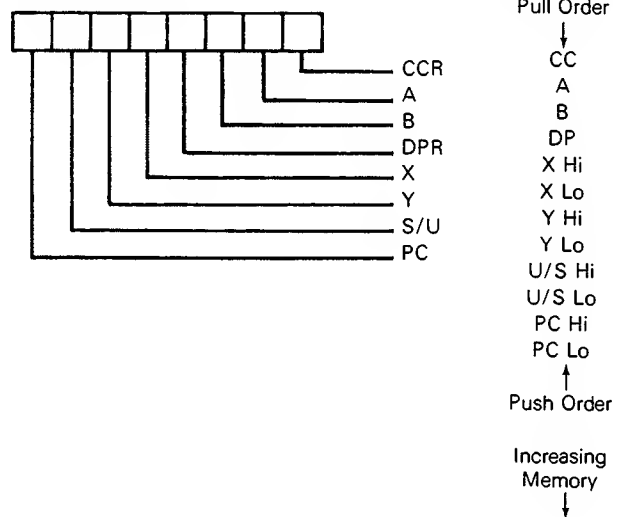 CCR
A
B
DPR
X
Y
S/U
PC
Pull Order
CC
A
B
DP
X Hi
X Lo
Y Hi
Y Lo
U/S Hi
U/S Lo
PC Hi
PC Lo
Push Order
Increasing
Memory